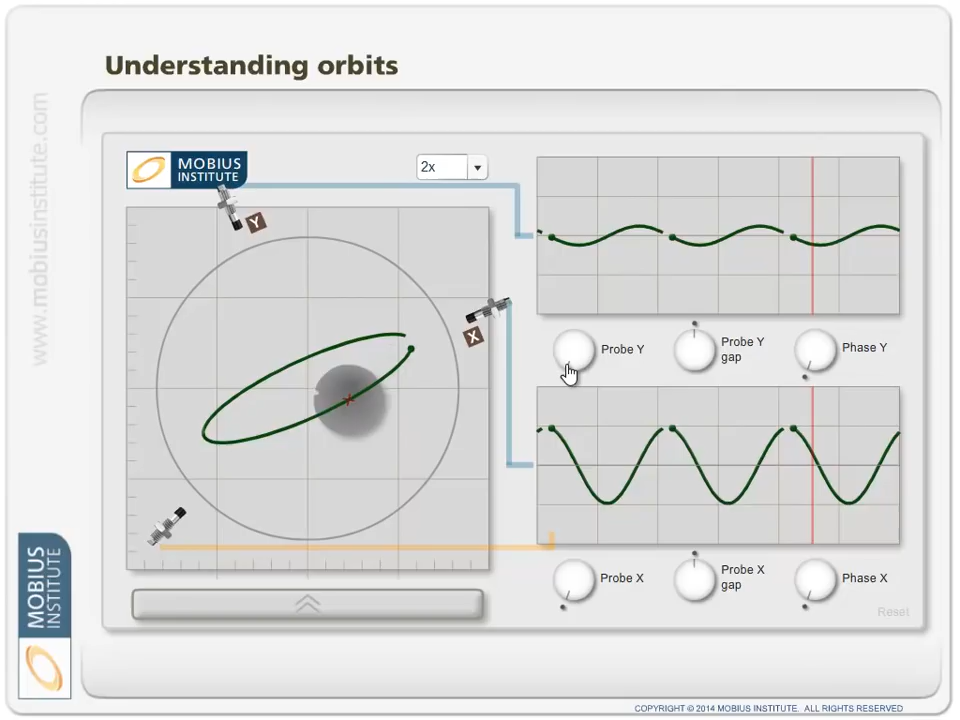 Understanding orbits
www.mobiusinstitute.com
MOBIUS
INSTITUTE
2x
Y
X
Probe Y
Probe Y
gap
Phase Y
Probe X
Probe X
gap
Phase X
Reset
MOBIUS
INSTITUTE
COPYRIGHT © 2014 MOBIUS INSTITUTE. ALL RIGHTS RESERVED